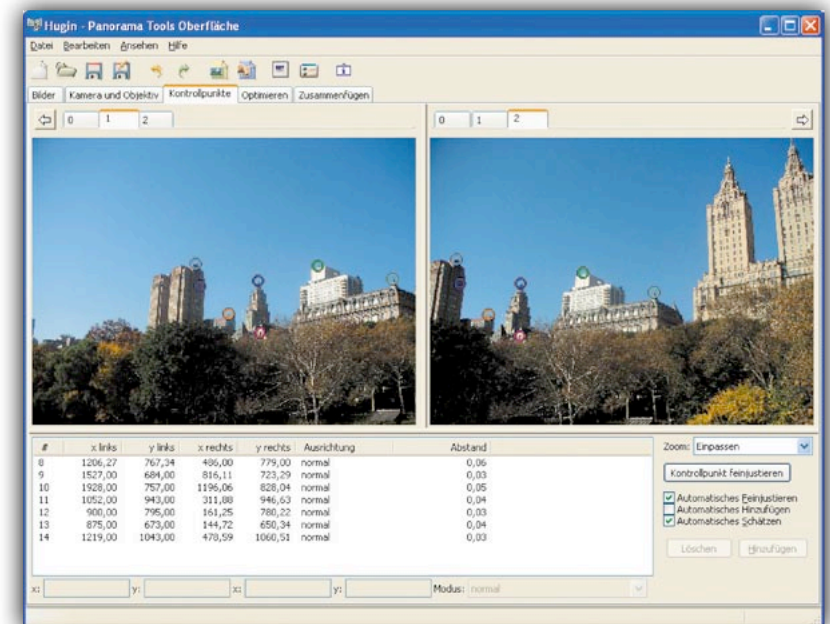 Hugin - Panorama Tools Oberfläche
Datei Bearbeiten Ansehen Hilfe
Bilder Kamera und Objektiv Kontrollpunkte Optimieren Zusammenfügen
0 1 2
0 1 2
# x links y links x rechts y rechts Ausrichtung Abstand
8 1206,27 767,34 486,00 779,00 normal 0,06
9 1527,00 684,00 816,11 723,29 normal 0,03
10 1928,00 757,00 1196,06 828,04 normal 0,05
11 1052,00 943,00 311,88 946,63 normal 0,04
12 900,00 795,00 161,25 780,22 normal 0,03
13 875,00 673,00 144,72 650,34 normal 0,04
14 1219,00 1043,00 478,59 1060,51 normal 0,03
Zoom: Einpassen
Kontrollpunkt feinjustieren
Automatisches Feinjustieren
Automatisches Hinzufügen
Automatisches Schätzen
Löschen Hinzufügen
x: y: x: y: Modus: normal